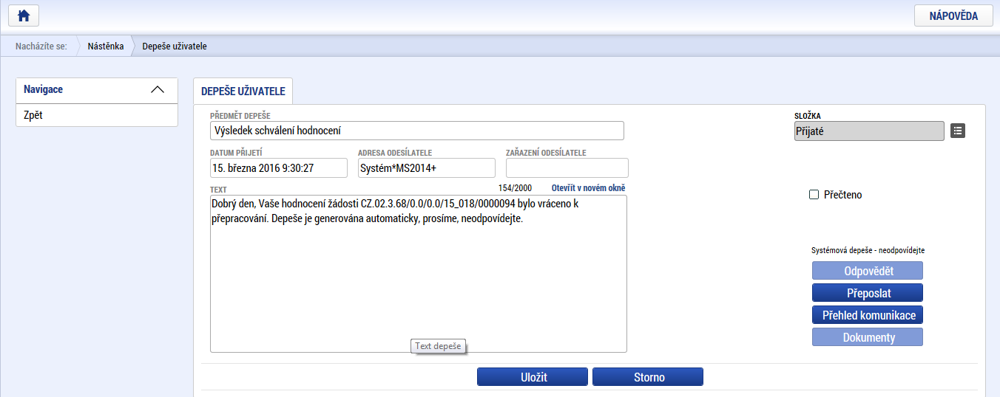 NÁPOVĚDA
Nacházíte se: Nástěnka Depeše uživatele
Navigace
Zpět
DEPEŠE UŽIVATELE
PŘEDMĚT DEPEŠE
Výsledek schválení hodnocení
SLOŽKA
Přijaté
DATUM PŘIJETÍ ADRESA ODESÍLATELE ZAŘAZENÍ ODESÍLATELE
15. března 2016 9:30:27 Systém*MS2014+
TEXT 154/2000 Otevřít v novém okně
Dobrý den, Vaše hodnocení žádosti CZ.02.3.68/0.0/0.0/15_018/0000094 bylo vráceno k
přepracování. Depeše je generována automaticky, prosíme, neodpovídejte.
Text depeše
Přečteno
Systémová depeše - neodpovídejte
Odpovědět
Přeposlat
Přehled komunikace
Dokumenty
Uložit Storno